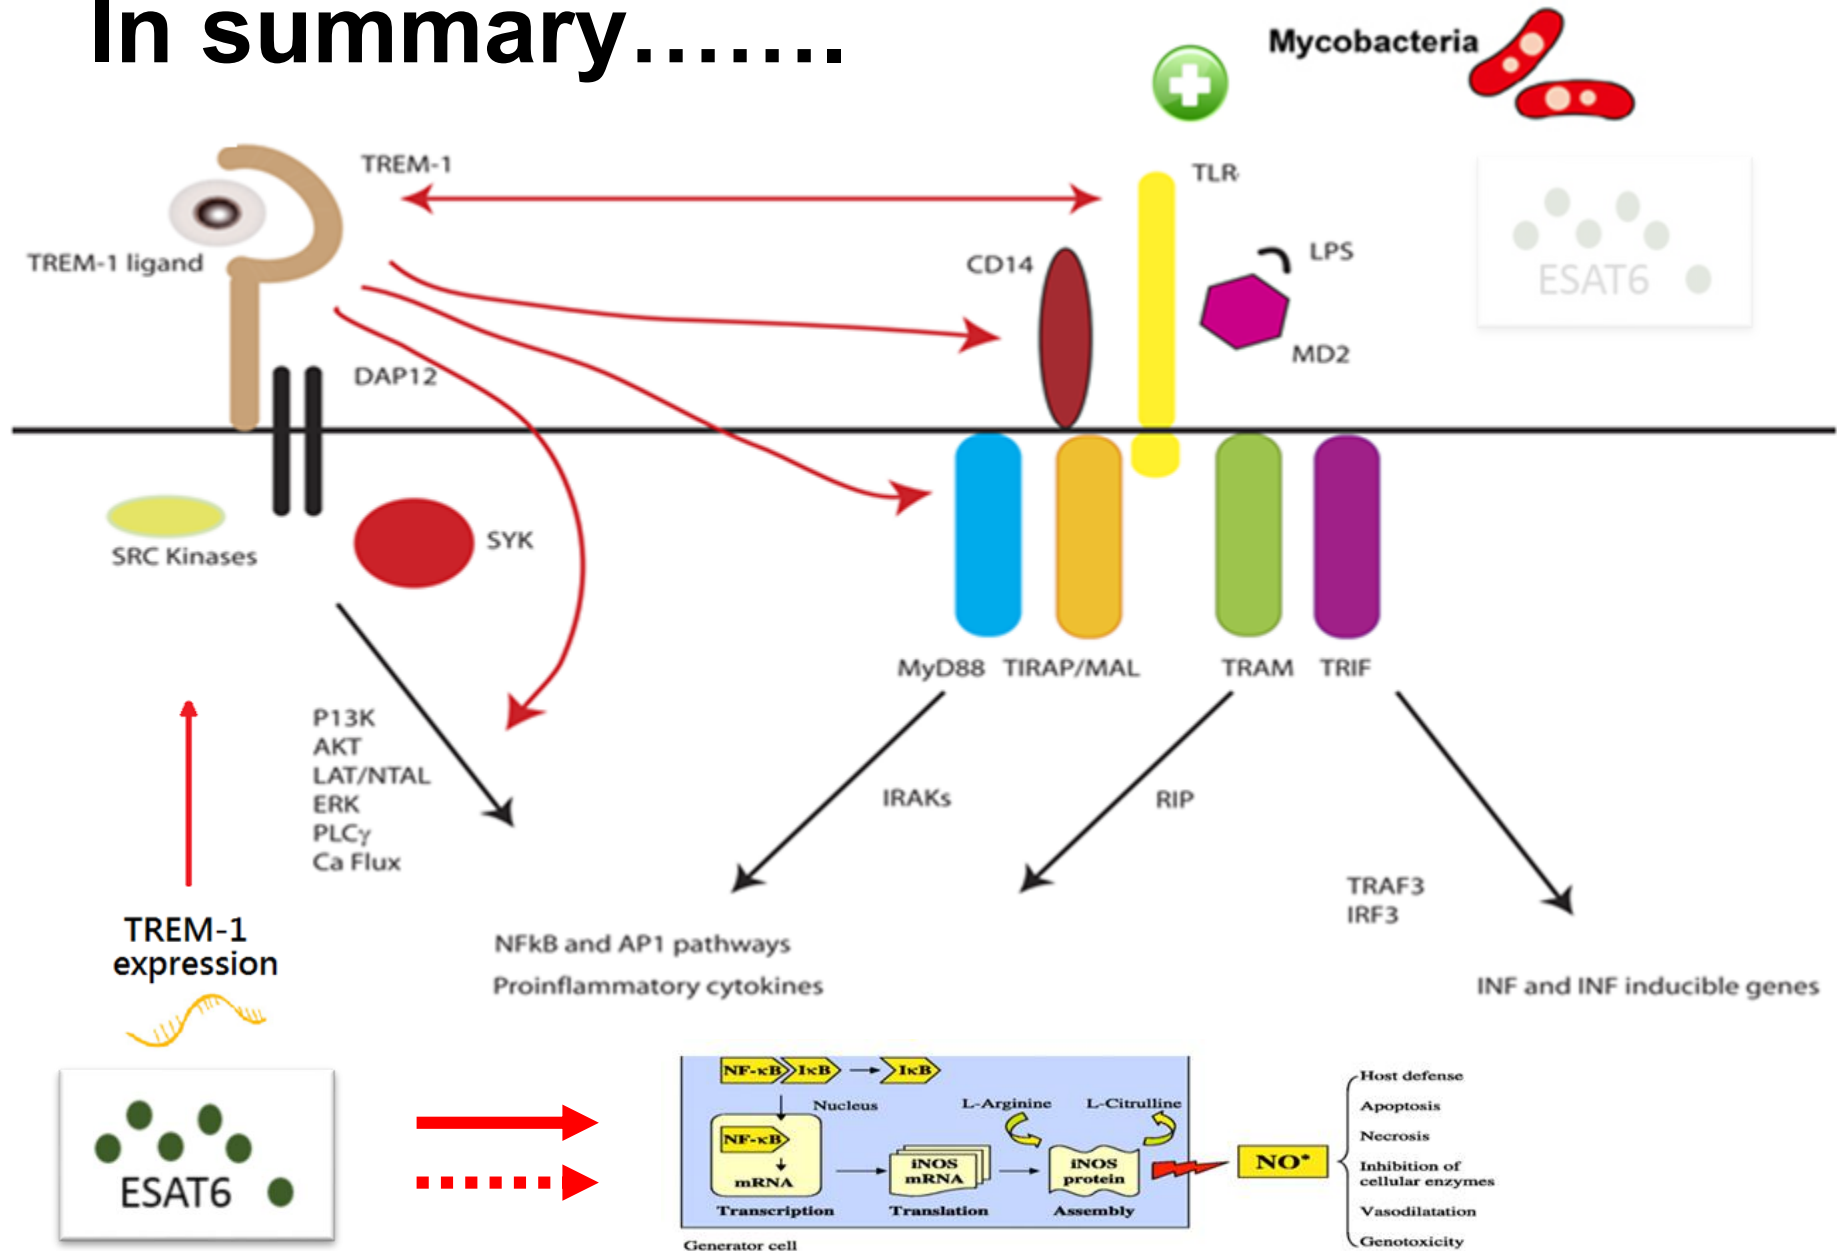 In summary.......
Mycobacteria
TREM-1
TLR
TREM-1 ligand
CD14
LPS
ESAT6
MD2
DAP12
SRC Kinases
SYK
MyD88
TIRAP/MAL
TRAM
TRIF
P13K
AKT
LAT/NTAL
ERK
PLCγ
Ca Flux
IRAKs
RIP
TRAF3
IRF3
TREM-1
expression
NFkB and AP1 pathways
Proinflammatory cytokines
INF and INF inducible genes
ESAT6
NF-κB
IκB
IκB
Nucleus
L-Arginine
L-Citrulline
NF-κB
mRNA
iNOS
mRNA
iNOS
protein
Transcription
Translation
Assembly
Generator cell
NO•
Host defense
Apoptosis
Necrosis
Inhibition of
cellular enzymes
Vasodilatation
Genotoxicity